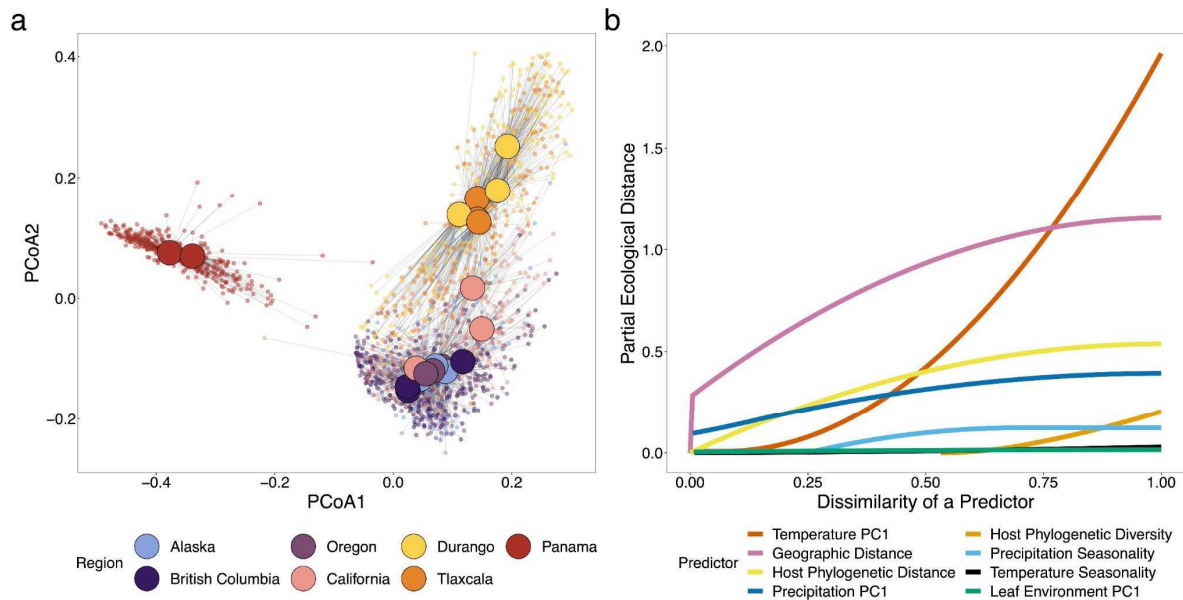 a
b
0.4
0.2
0.0
−0.2
PCoA2
−0.4
−0.2
0.0
0.2
PCoA1
Region
Alaska
Oregon
Durango
Panama
British Columbia
California
Tlaxcala
2.0
1.5
1.0
0.5
0.0
Partial Ecological Distance
0.00
0.25
0.50
0.75
1.00
Dissimilarity of a Predictor
Predictor
Temperature PC1
Geographic Distance
Host Phylogenetic Distance
Precipitation PC1
Host Phylogenetic Diversity
Precipitation Seasonality
Temperature Seasonality
Leaf Environment PC1